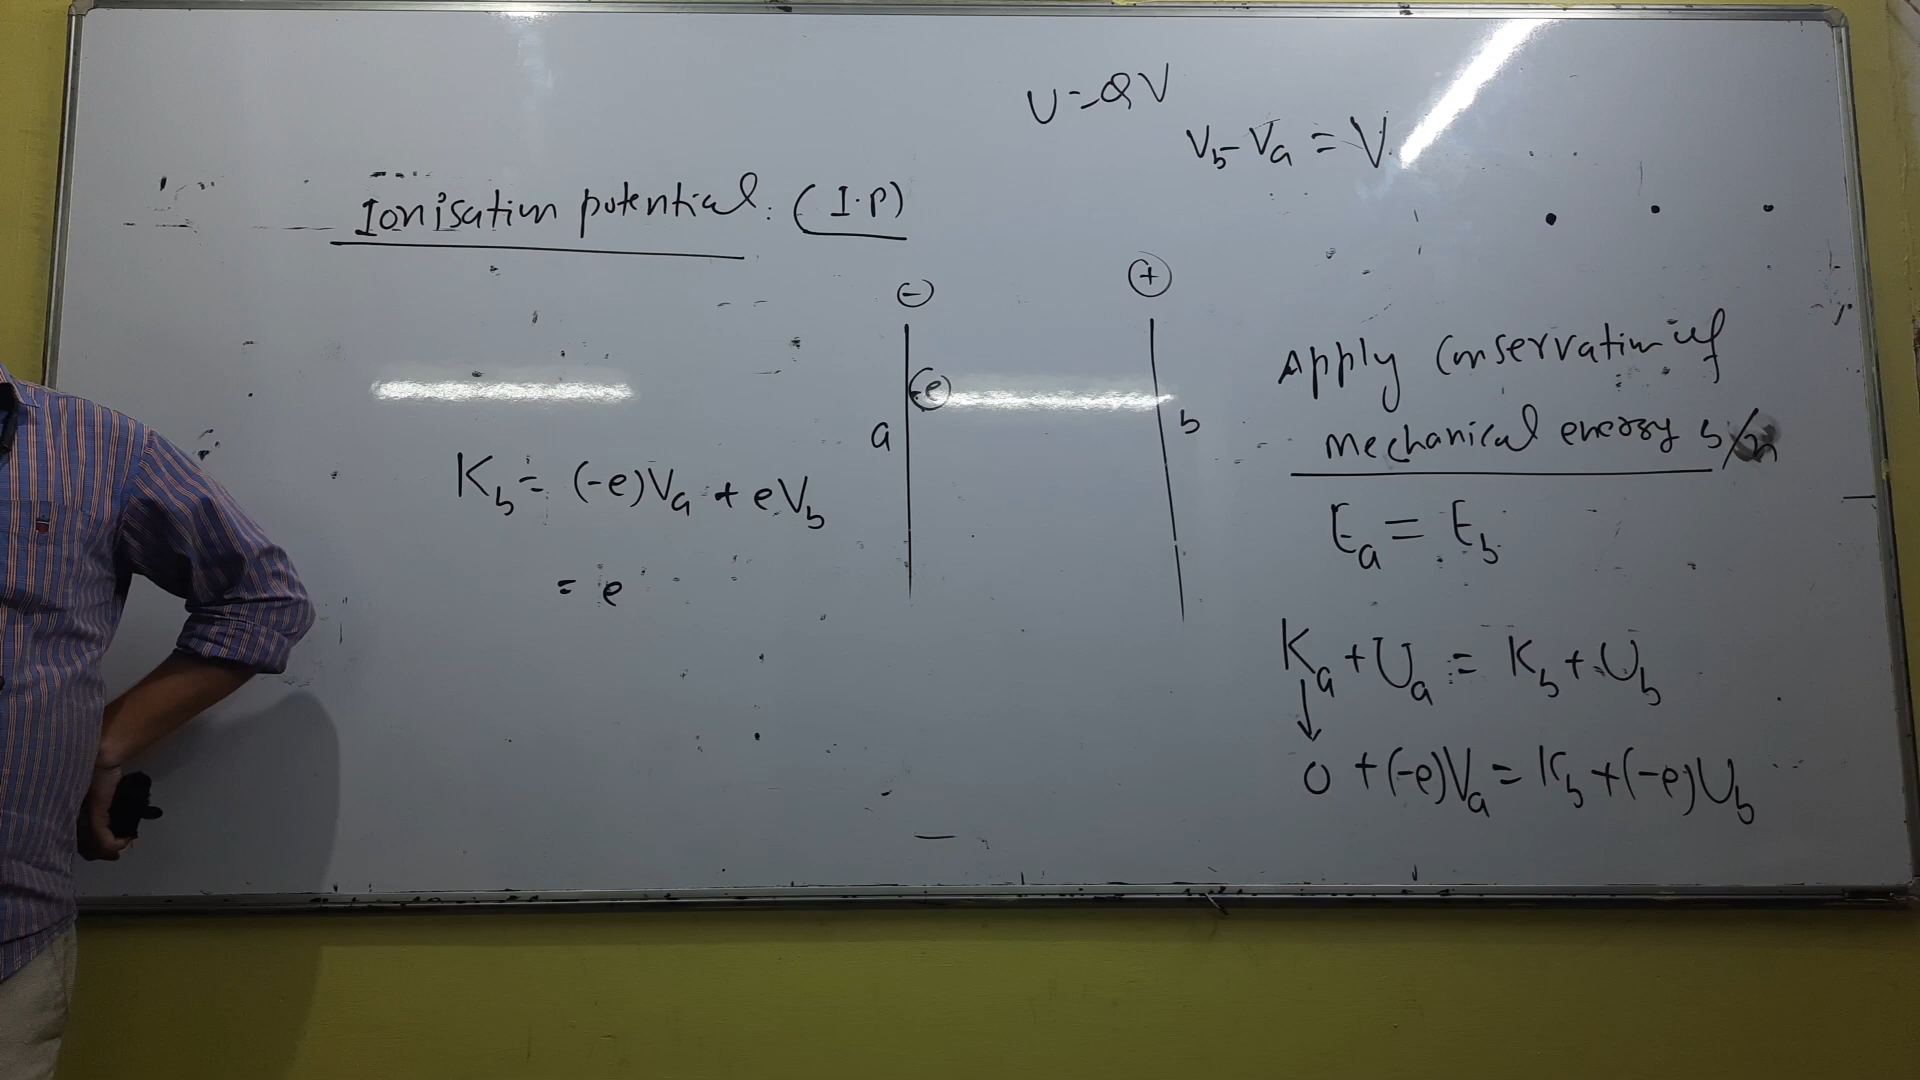 U = QV
V_b - V_a = V
Ionisation potential: (I.P)
(-)
(+)
(-e)
a
b
K_b = (-e)V_a + eV_b
= e
Apply Conservation of
mechanical energy b/n
E_a = E_b
K_a + U_a = K_b + U_b
↓
0 + (-e)V_a = K_b + (-e)U_b